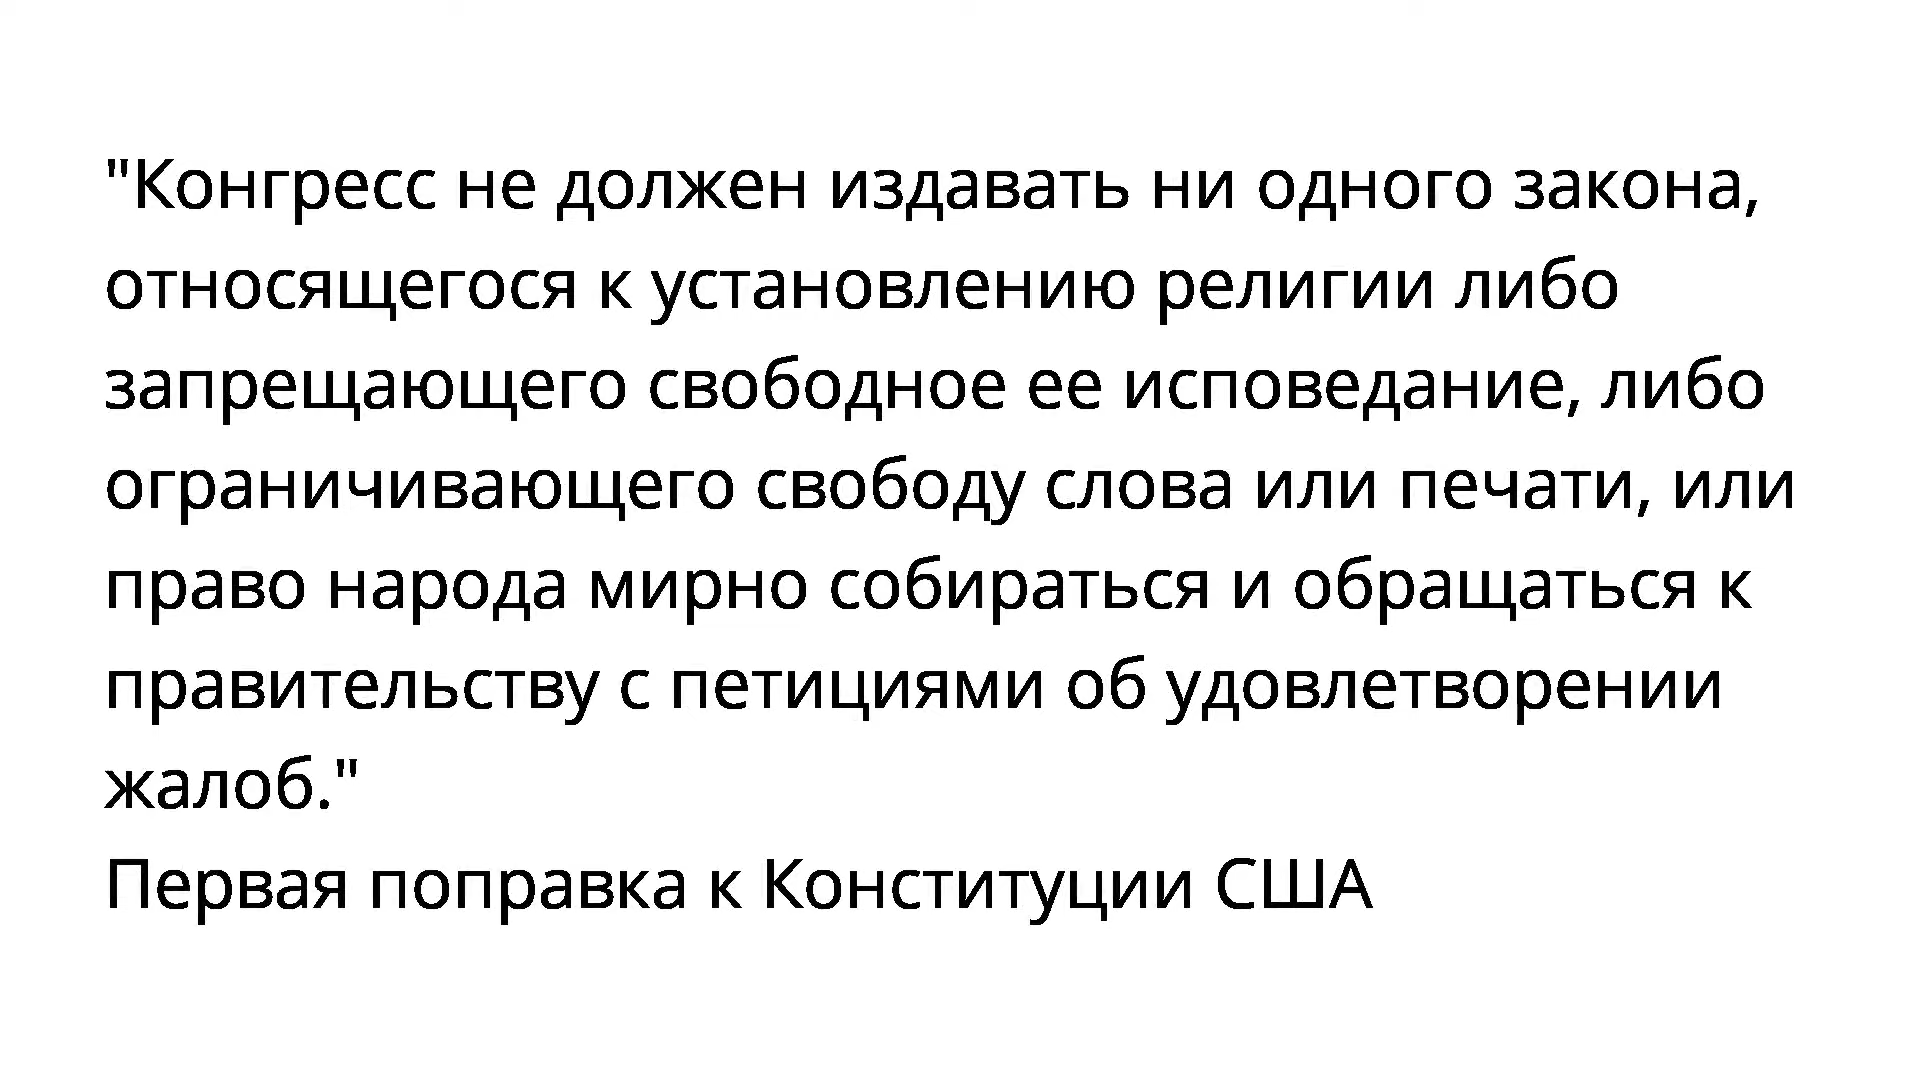 "Конгресс не должен издавать ни одного закона,
относящегося к установлению религии либо
запрещающего свободное ее исповедание, либо
ограничивающего свободу слова или печати, или
право народа мирно собираться и обращаться к
правительству с петициями об удовлетворении
жалоб."
Первая поправка к Конституции США